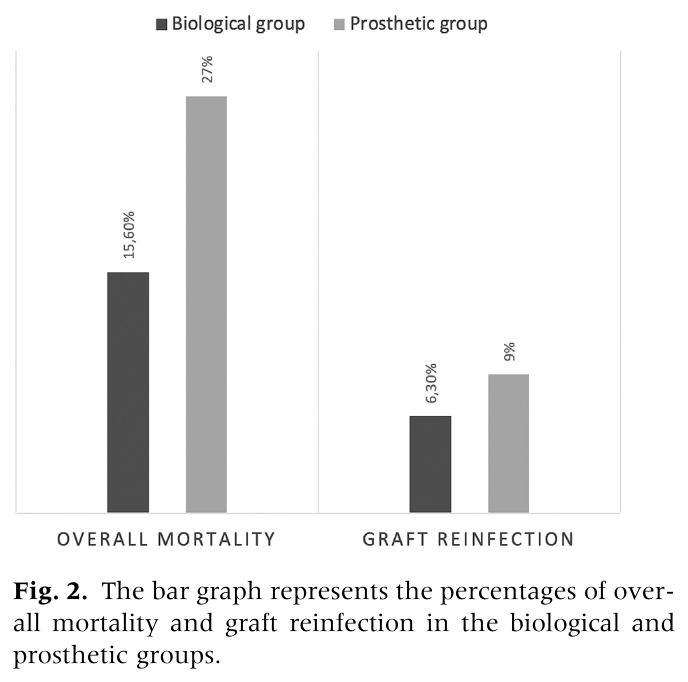 Biological group Prosthetic group
27%
15,60%
9%
6,30%
OVERALL MORTALITY GRAFT REINFECTION
Fig. 2. The bar graph represents the percentages of over-
all mortality and graft reinfection in the biological and
prosthetic groups.